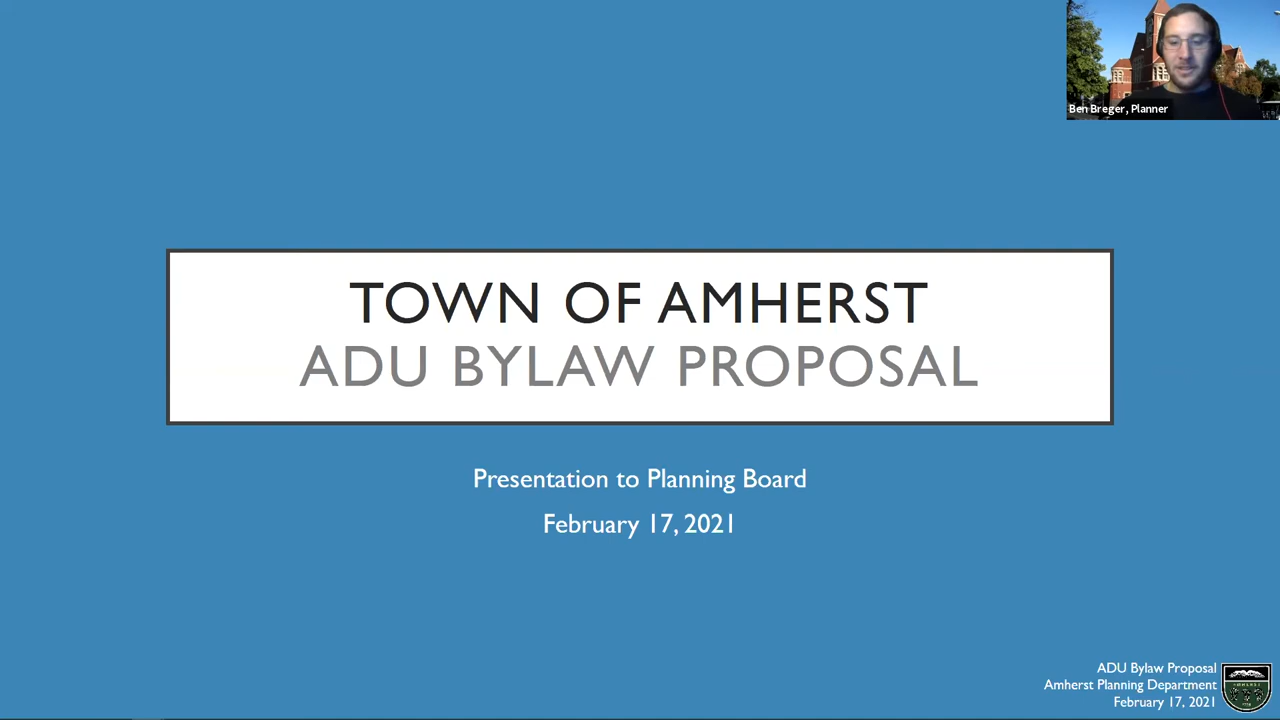 Ben Breger, Planner
TOWN OF AMHERST
ADU BYLAW PROPOSAL
Presentation to Planning Board
February 17, 2021
ADU Bylaw Proposal
Amherst Planning Department
February 17, 2021